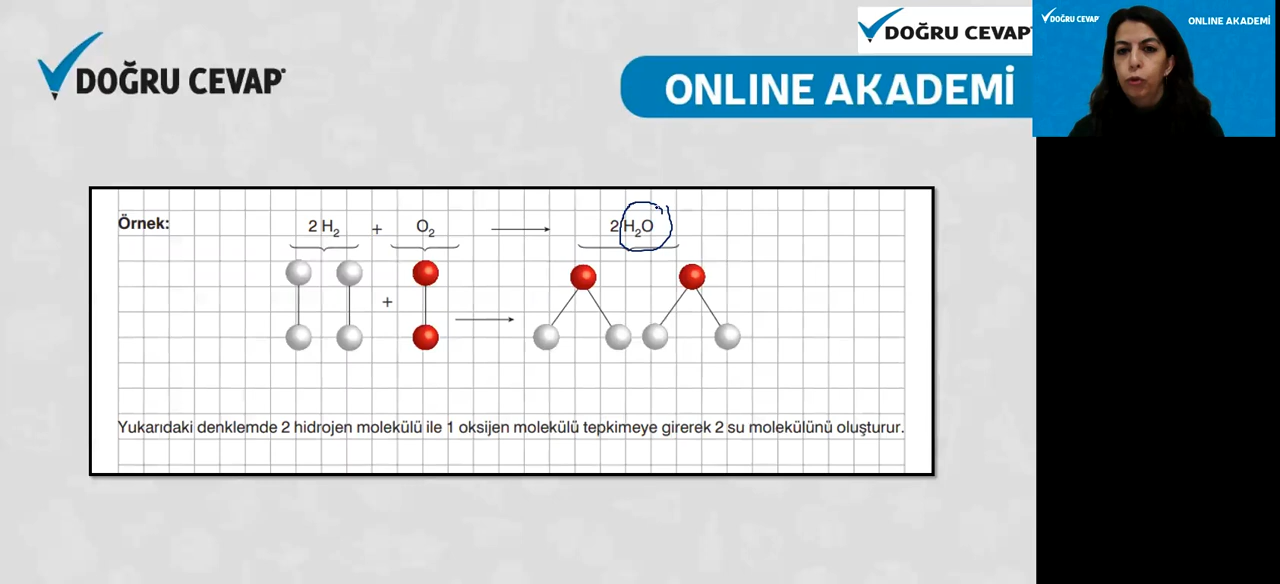 DOĞRU CEVAP
DOĞRU CEVAP
DOĞRU CEVAP
ONLINE AKADEMİ
ONLINE AKADEMİ
Örnek:
2 H₂ + O₂ → 2 H₂O
+ →
Yukarıdaki denklemde 2 hidrojen molekülü ile 1 oksijen molekülü tepkimeye girerek 2 su molekülünü oluşturur.